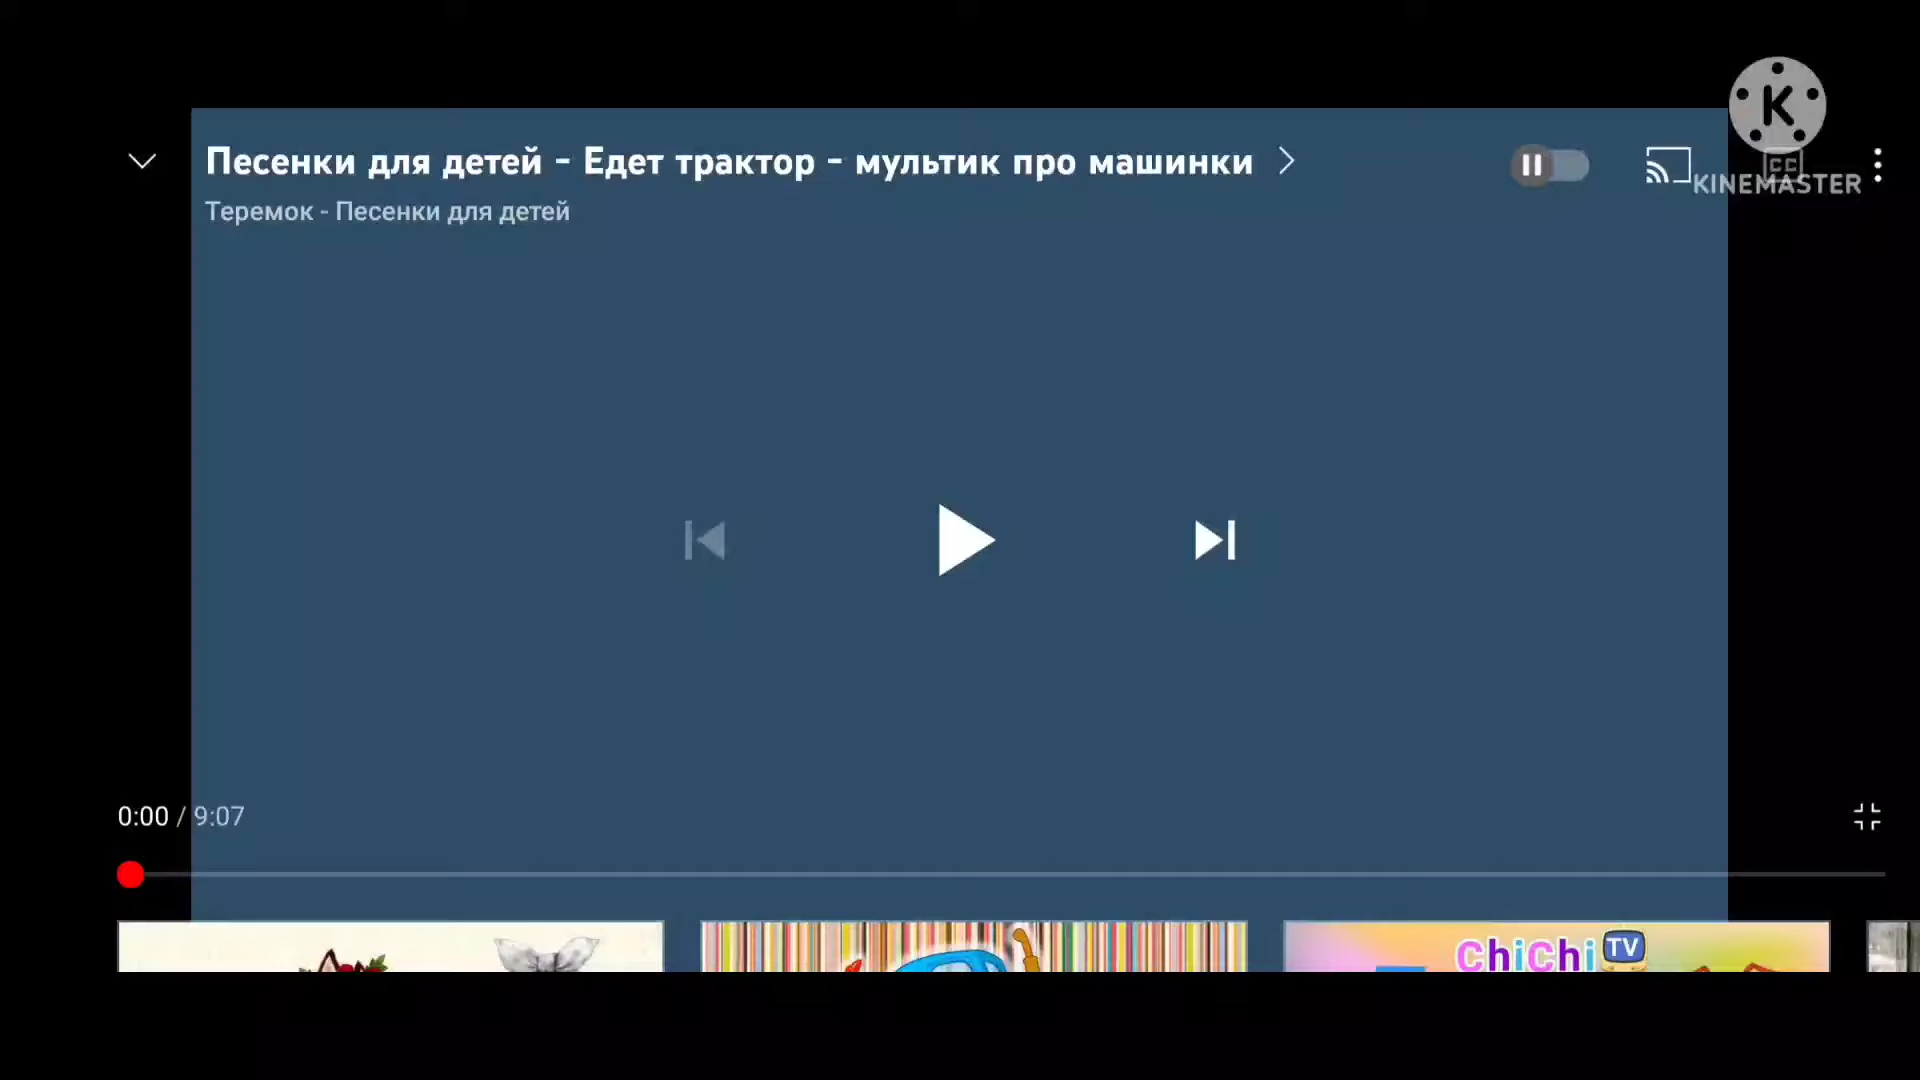 Песенки для детей - Едет трактор - мультик про машинки
Теремок - Песенки для детей
K
CC
KINEMASTER
0:00 / 9:07
ChiChi TV